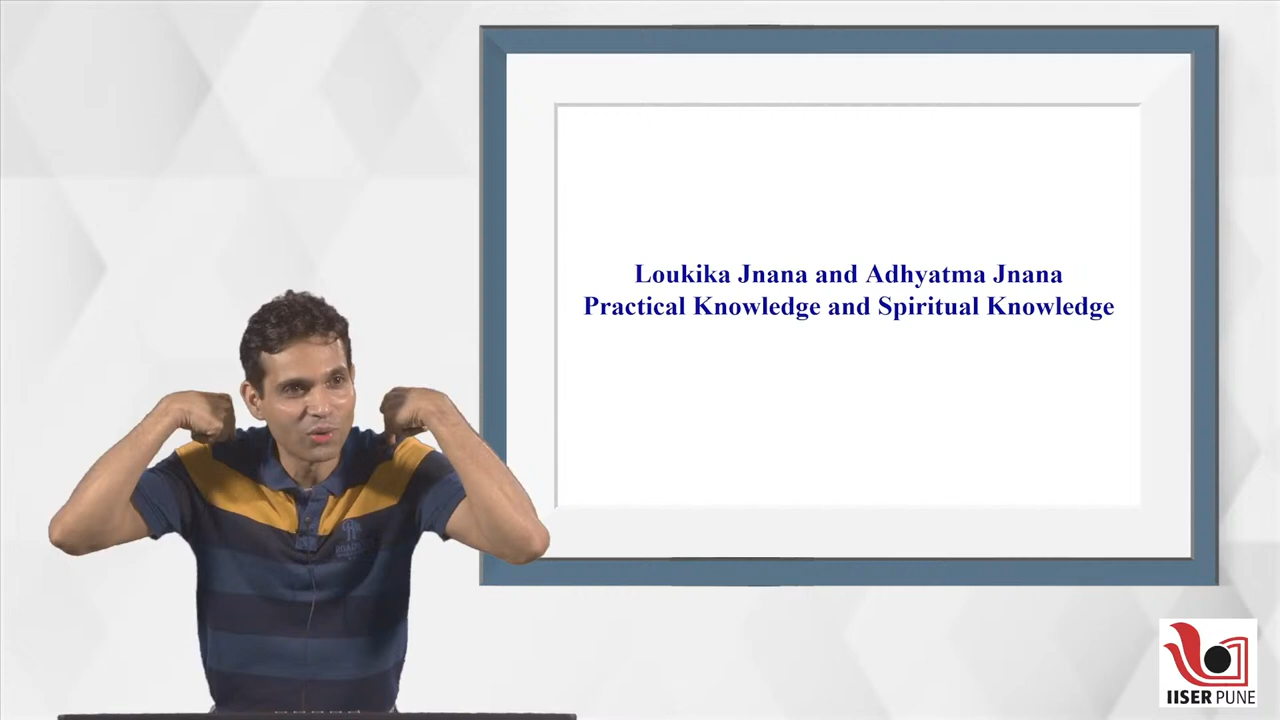 Loukika Jnana and Adhyatma Jnana
Practical Knowledge and Spiritual Knowledge
IISER PUNE